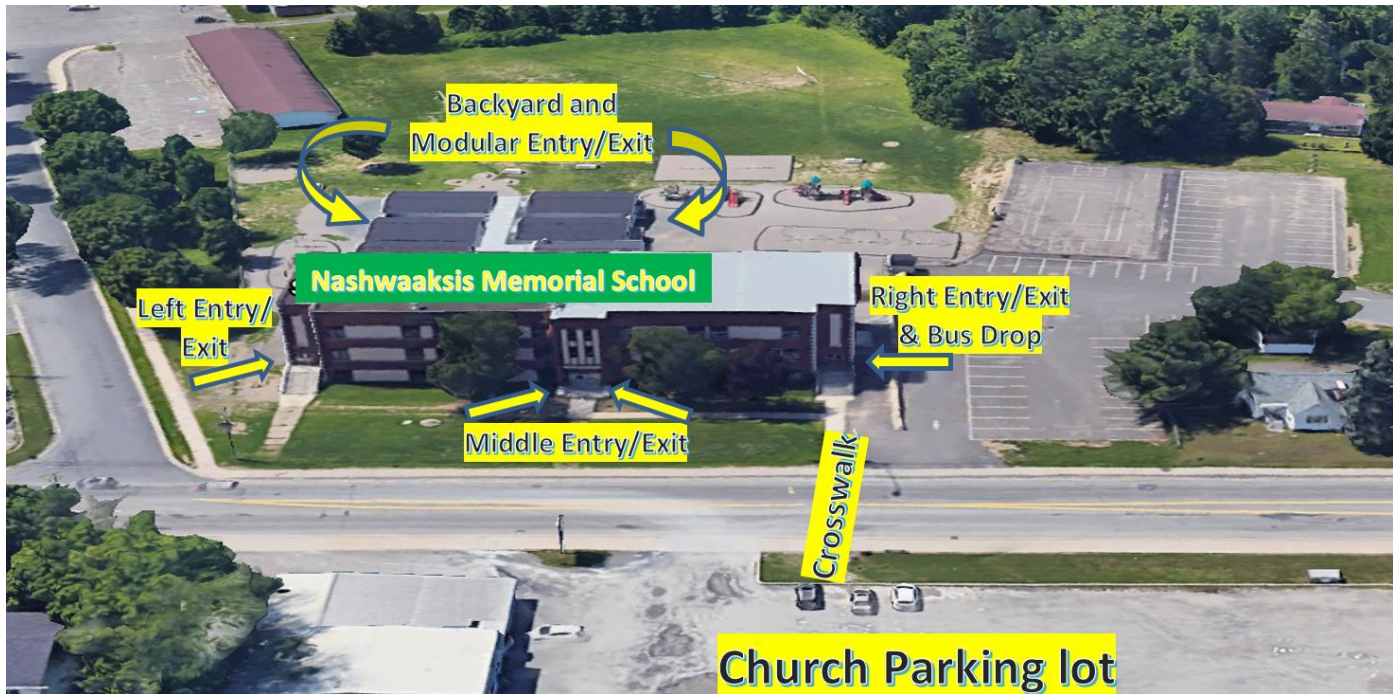 Backyard and
Modular Entry/Exit
Nashwaaksis Memorial School
Left Entry/
Exit
Right Entry/Exit
& Bus Drop
Middle Entry/Exit
Crosswalk
Church Parking lot